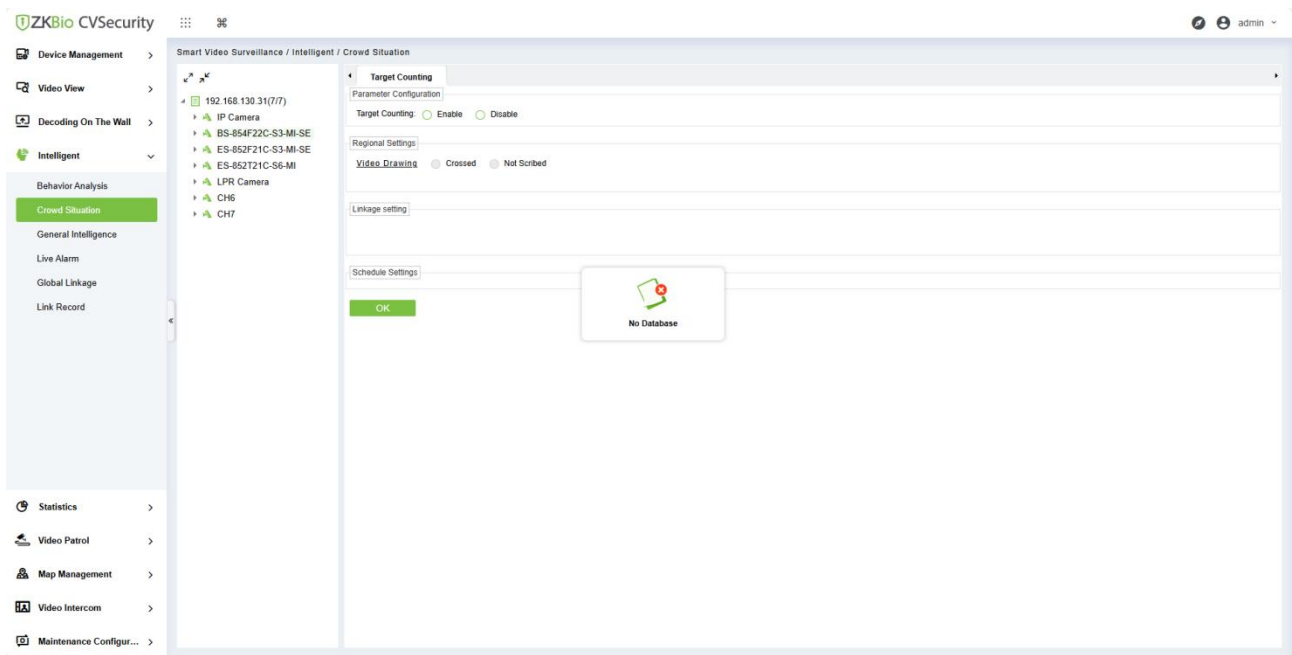 ZKBio CVSecurity
admin
Device Management
Video View
Decoding On The Wall
Intelligent
Behavior Analysis
Crowd Situation
General Intelligence
Live Alarm
Global Linkage
Link Record
Statistics
Video Patrol
Map Management
Video Intercom
Maintenance Configur...
Smart Video Surveillance / Intelligent / Crowd Situation
192.168.130.31(7/7)
IP Camera
BS-854F22C-S3-MI-SE
ES-852F21C-S3-MI-SE
ES-852T21C-S6-MI
LPR Camera
CH6
CH7
Target Counting
Parameter Configuration
Target Counting: Enable Disable
Regional Settings
Video Drawing Crossed Not Scribed
Linkage setting
Schedule Settings
OK
No Database